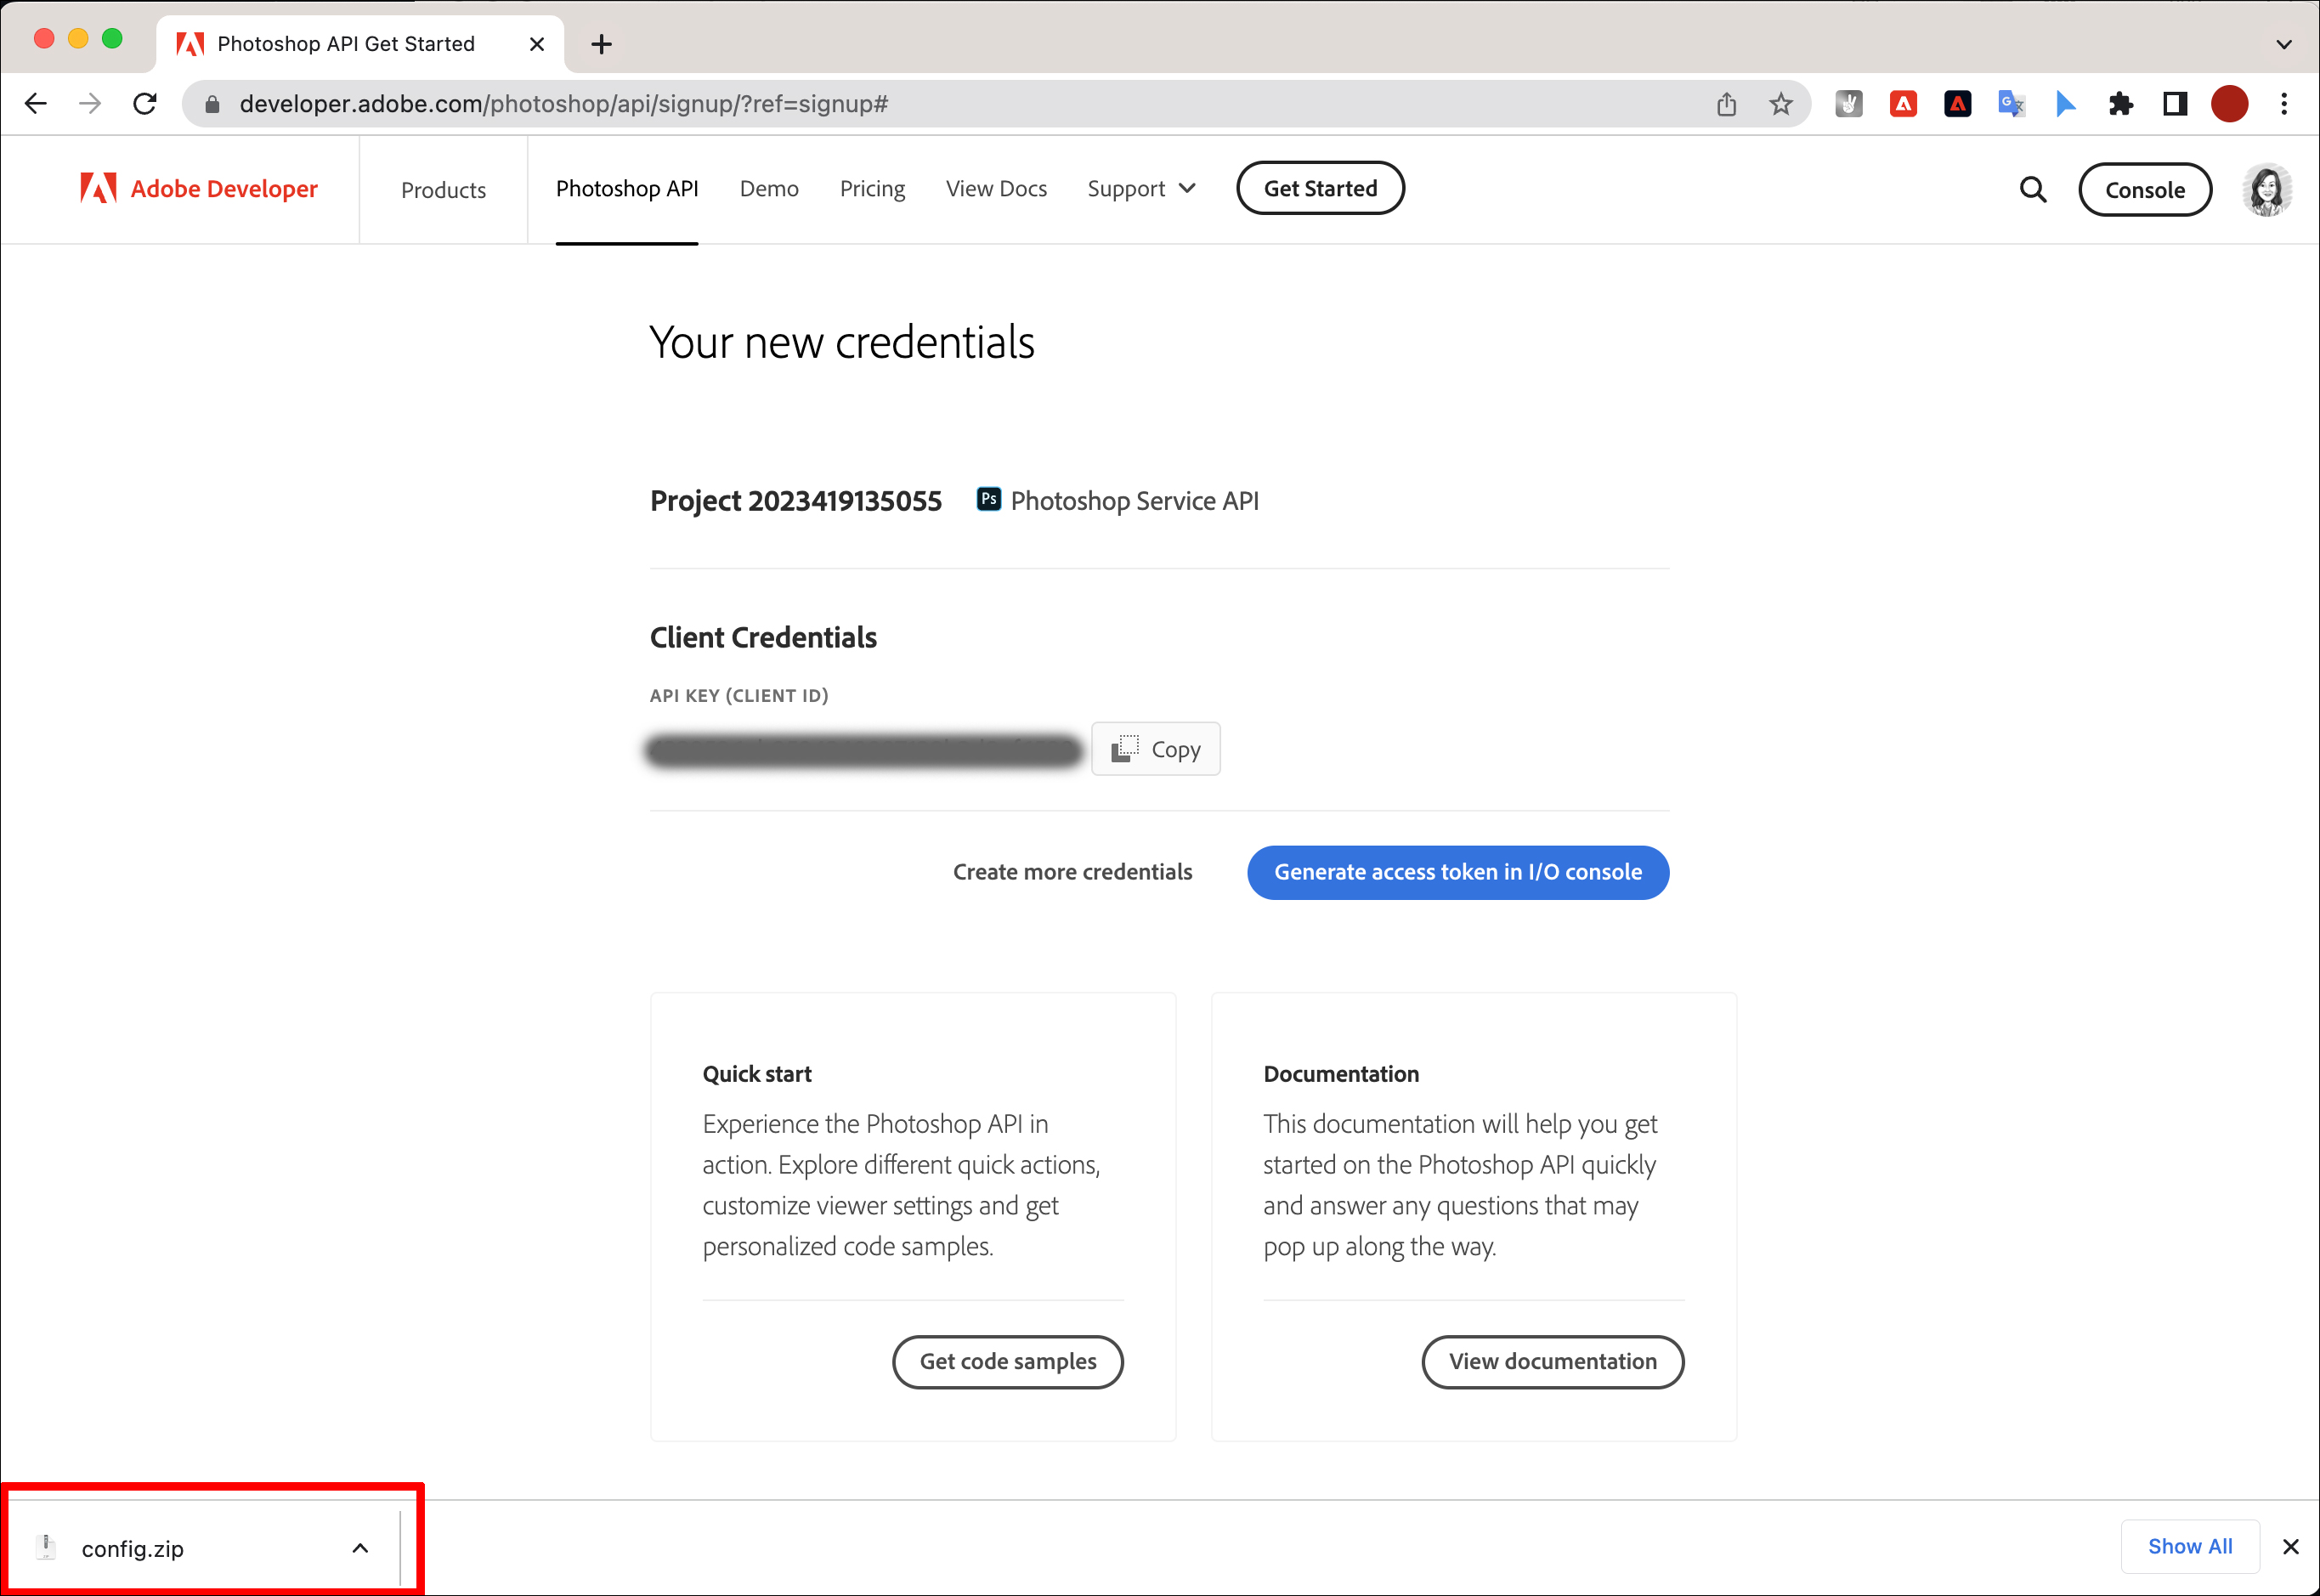 Photoshop API Get Started
developer.adobe.com/photoshop/api/signup/?ref=signup#
Adobe Developer
Products
Photoshop API
Demo
Pricing
View Docs
Support
Get Started
Console
Your new credentials
Project 2023419135055
Ps
Photoshop Service API
Client Credentials
API KEY (CLIENT ID)
Copy
Create more credentials
Generate access token in I/O console
Quick start
Experience the Photoshop API in
action. Explore different quick actions,
customize viewer settings and get
personalized code samples.
Get code samples
Documentation
This documentation will help you get
started on the Photoshop API quickly
and answer any questions that may
pop up along the way.
View documentation
config.zip
Show All